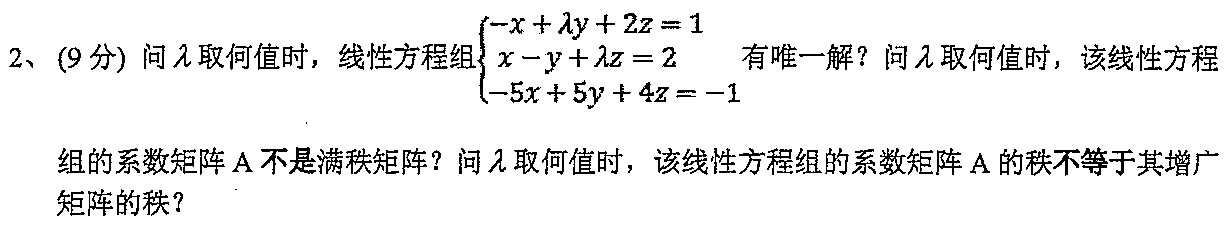 2、(9分) 问λ取何值时，线性方程组{-x + λy + 2z = 1
x - y + λz = 2
-5x + 5y + 4z = -1 有唯一解？问λ取何值时，该线性方程
组的系数矩阵 A 不是满秩矩阵？问λ取何值时，该线性方程组的系数矩阵 A 的秩不等于其增广
矩阵的秩？